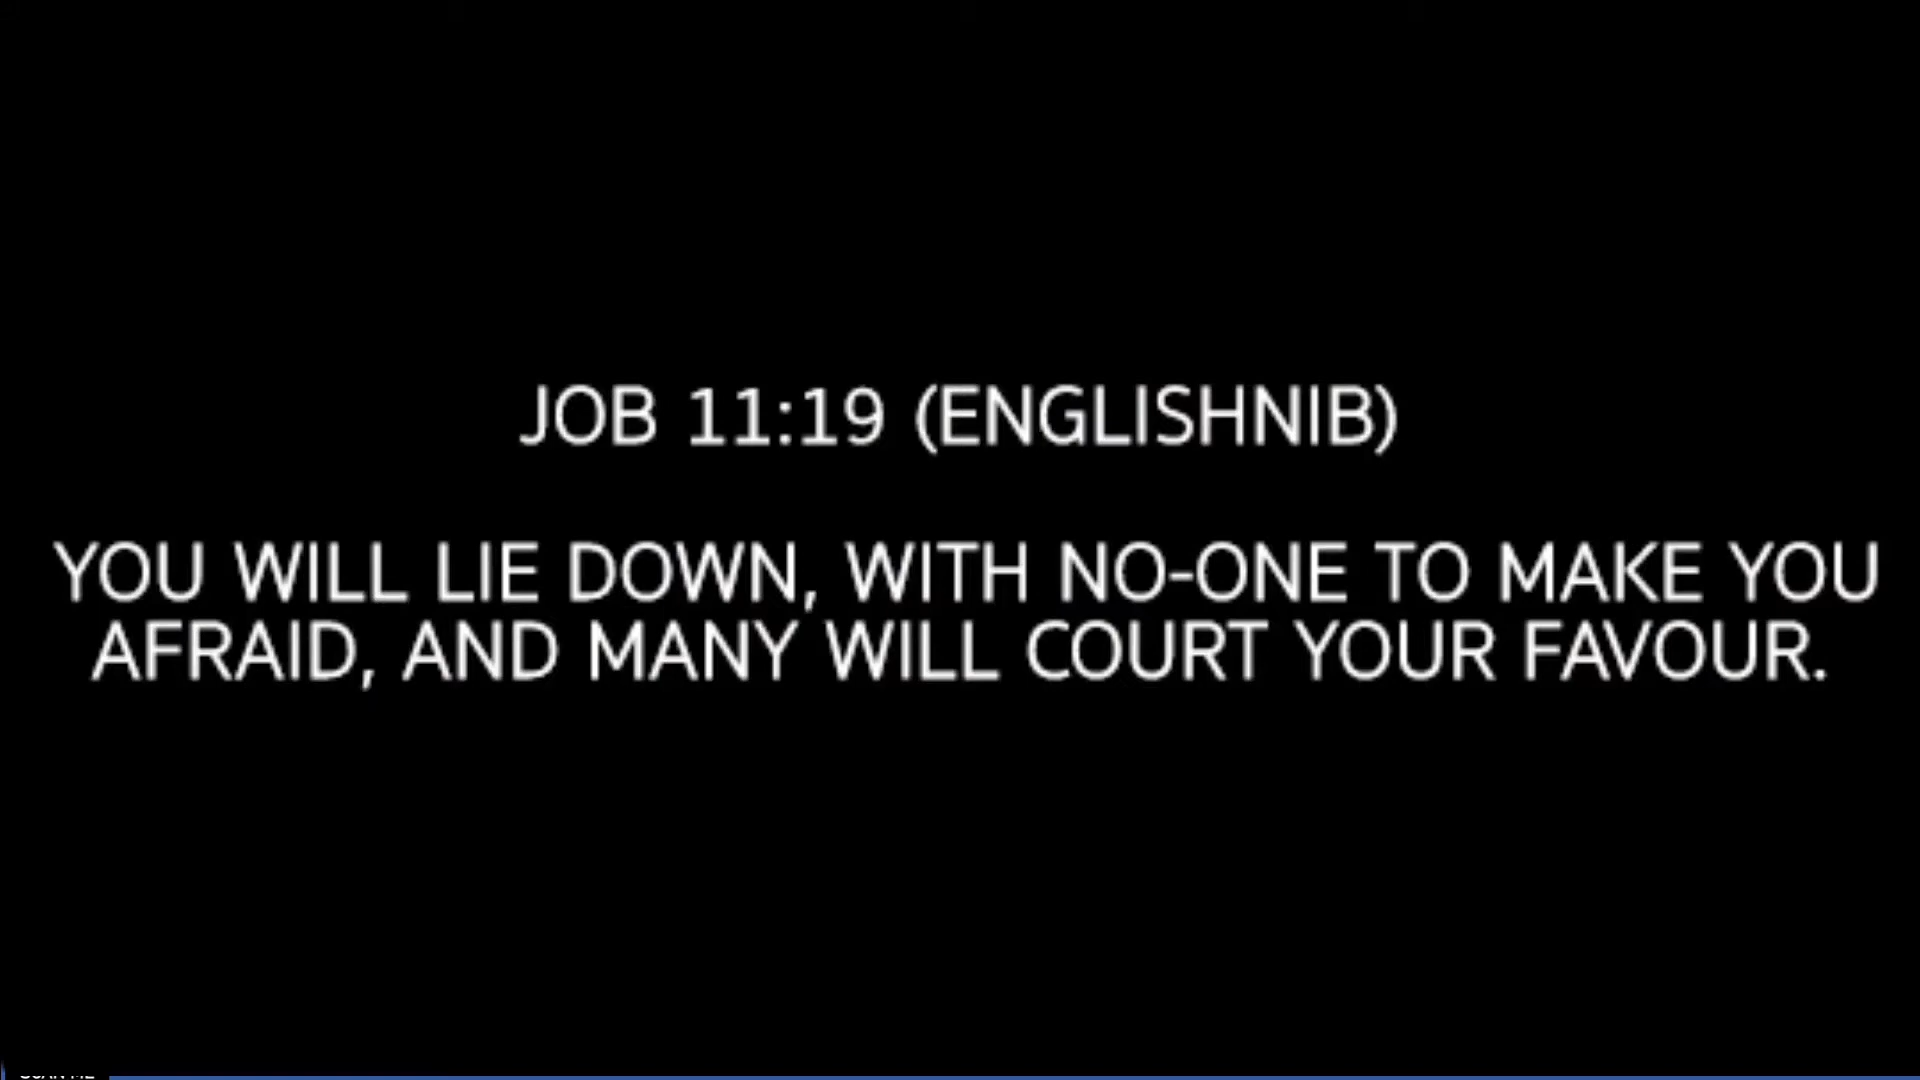 JOB 11:19 (ENGLISHNIB)
YOU WILL LIE DOWN, WITH NO-ONE TO MAKE YOU
AFRAID, AND MANY WILL COURT YOUR FAVOUR.